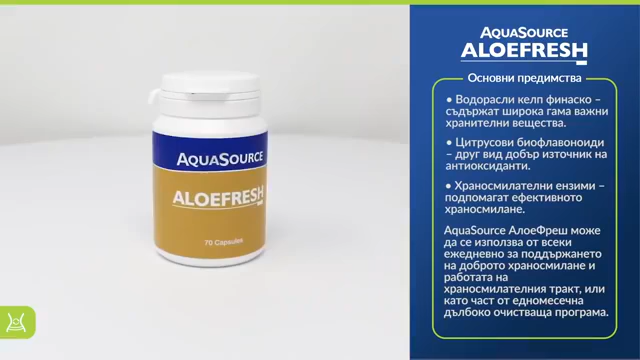 AQUASOURCE
ALOEFRESH
70 Capsules
AQUASOURCE
ALOEFRESH
Основни предимства
• Водорасли келп финаско –
съдържат широка гама важни
хранителни вещества.
• Цитрусови биофлавоноиди
– друг вид добър източник на
антиоксиданти.
• Храносмилателни ензими –
подпомагат ефективното
храносмилане.
AquaSource АлоеФреш може
да се използва от всеки
ежедневно за поддържането
на доброто храносмилане и
работата на
храносмилателния тракт, или
като част от едномесечна
дълбоко очистваща програма.